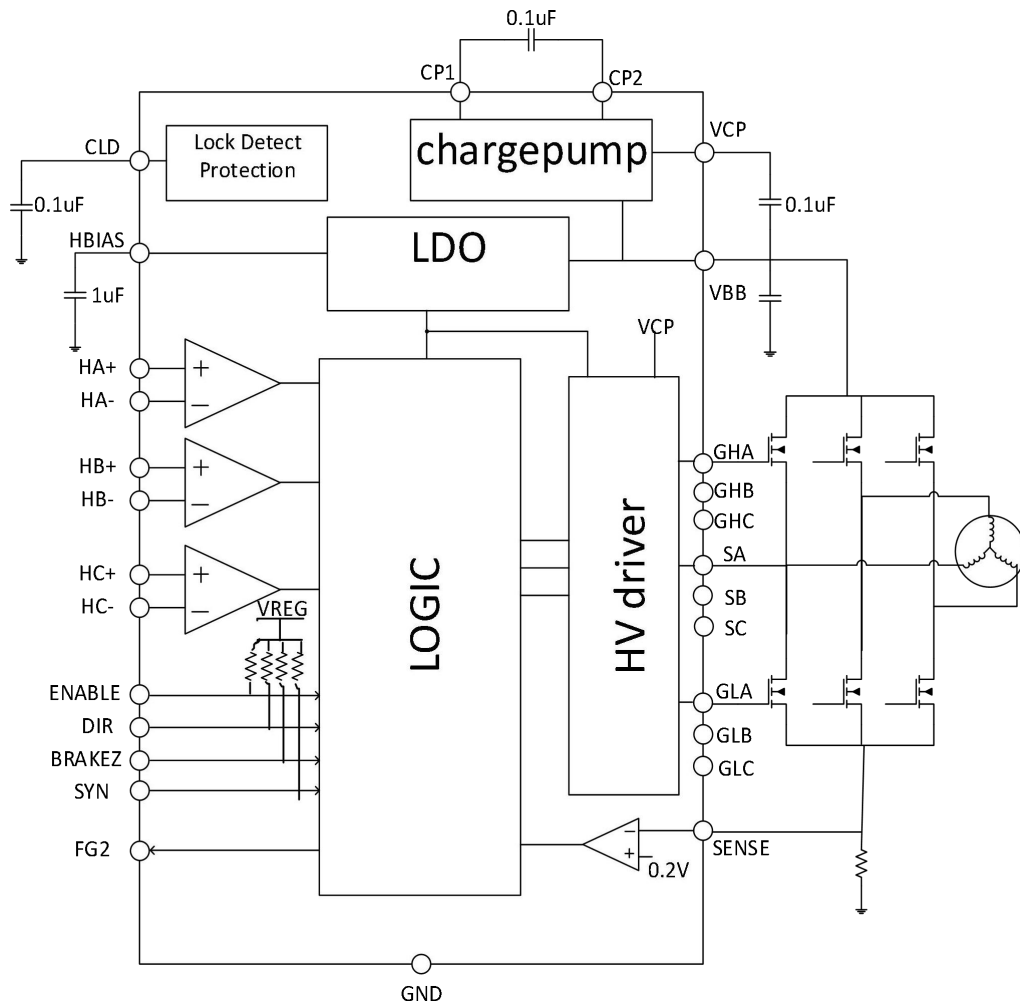 0.1uF
CP1
CP2
CLD
Lock Detect
Protection
chargepump
VCP
0.1uF
0.1uF
HBIAS
LDO
1uF
VBB
VCP
HA+
HA-
+
−
HB+
HB-
+
−
HC+
HC-
+
−
VREG
LOGIC
HV driver
GHA
GHB
GHC
SA
SB
SC
ENABLE
DIR
BRAKEZ
SYN
FG2
GLA
GLB
GLC
−
+
0.2V
SENSE
GND